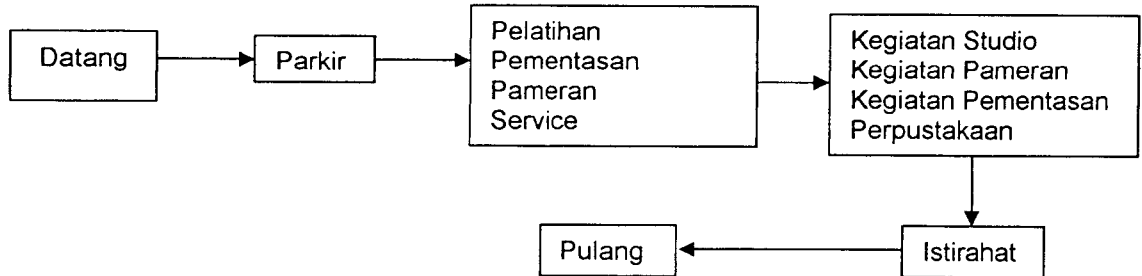 Datang
Parkir
Pelatihan
Pementasan
Pameran
Service
Kegiatan Studio
Kegiatan Pameran
Kegiatan Pementasan
Perpustakaan
Istirahat
Pulang